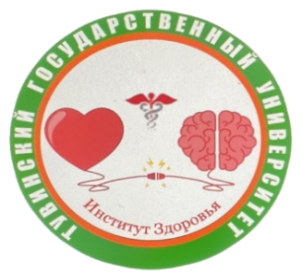 ТУВИНСКИЙ ГОСУДАРСТВЕННЫЙ УНИВЕРСИТЕТ
Институт Здоровья